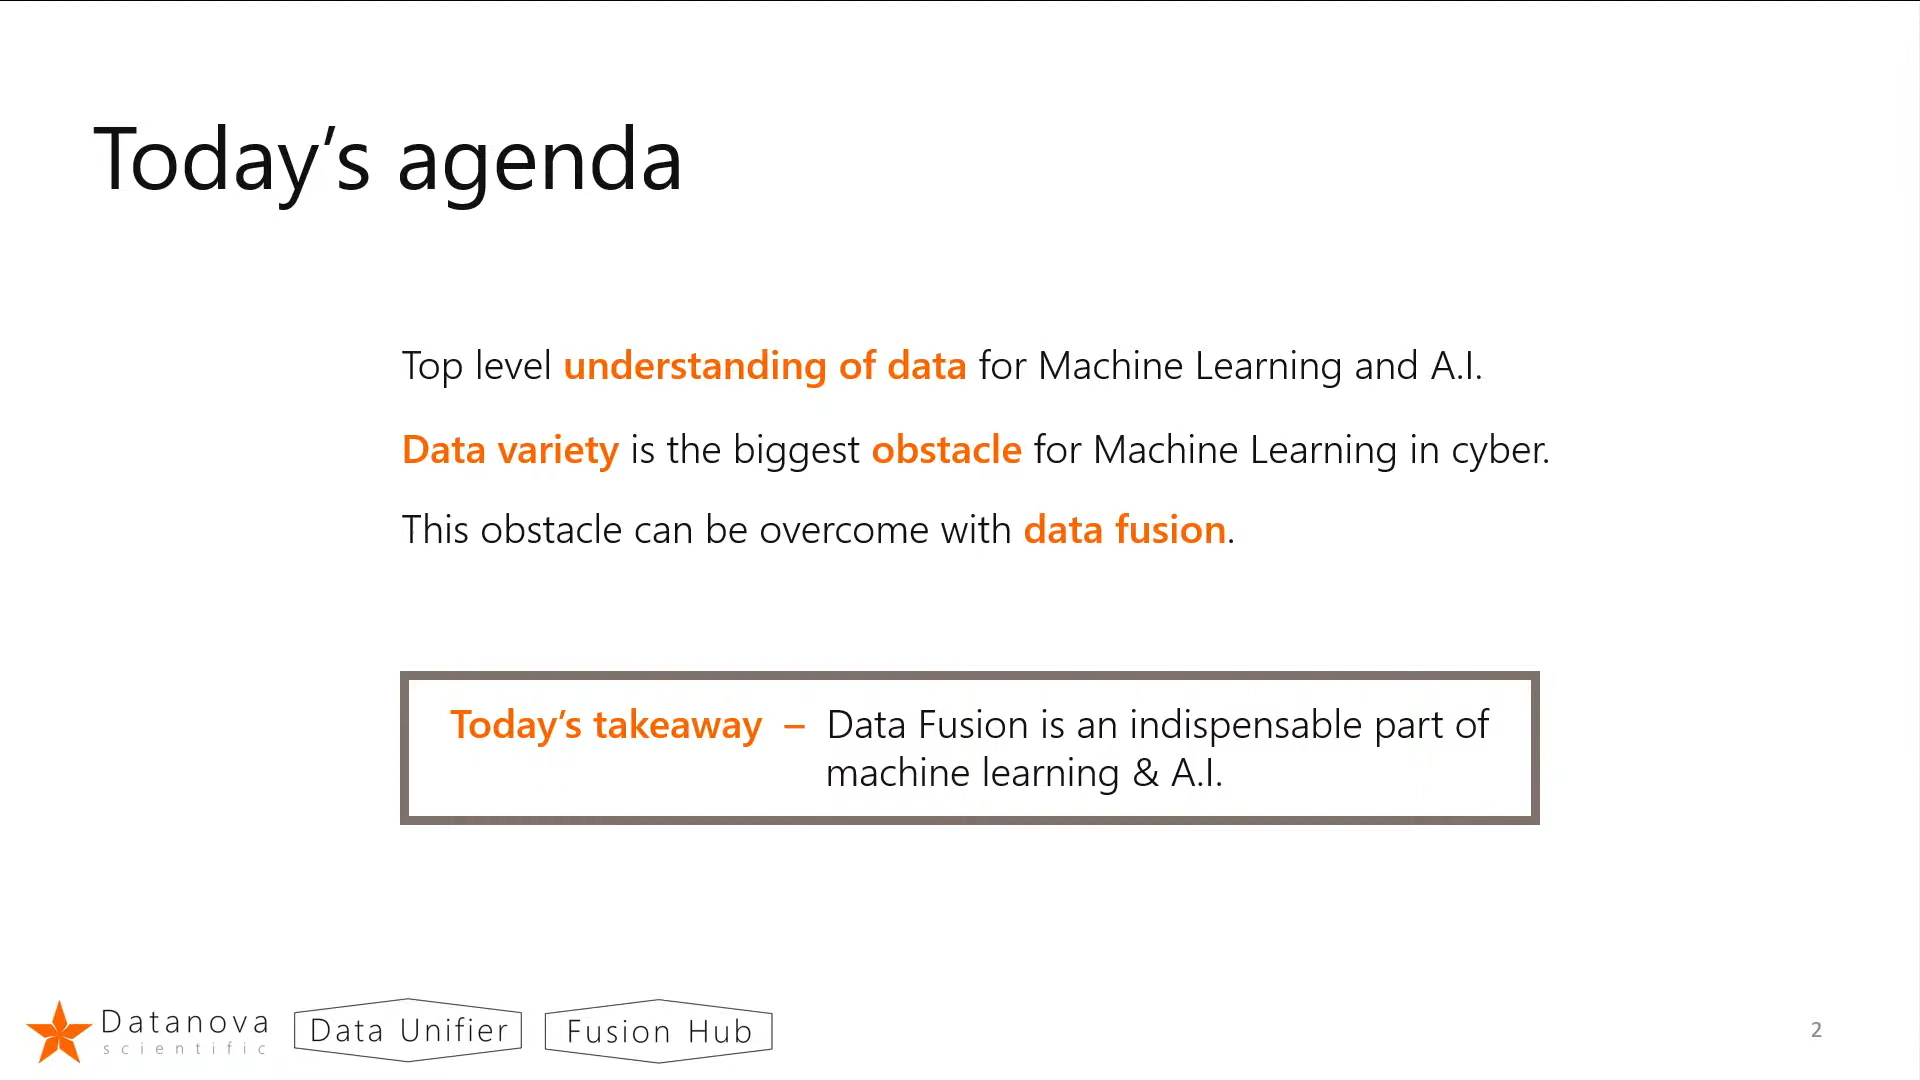 Today's agenda
Top level understanding of data for Machine Learning and A.I.
Data variety is the biggest obstacle for Machine Learning in cyber.
This obstacle can be overcome with data fusion.
Today's takeaway – Data Fusion is an indispensable part of
machine learning & A.I.
Datanova
scientific
Data Unifier
Fusion Hub
2